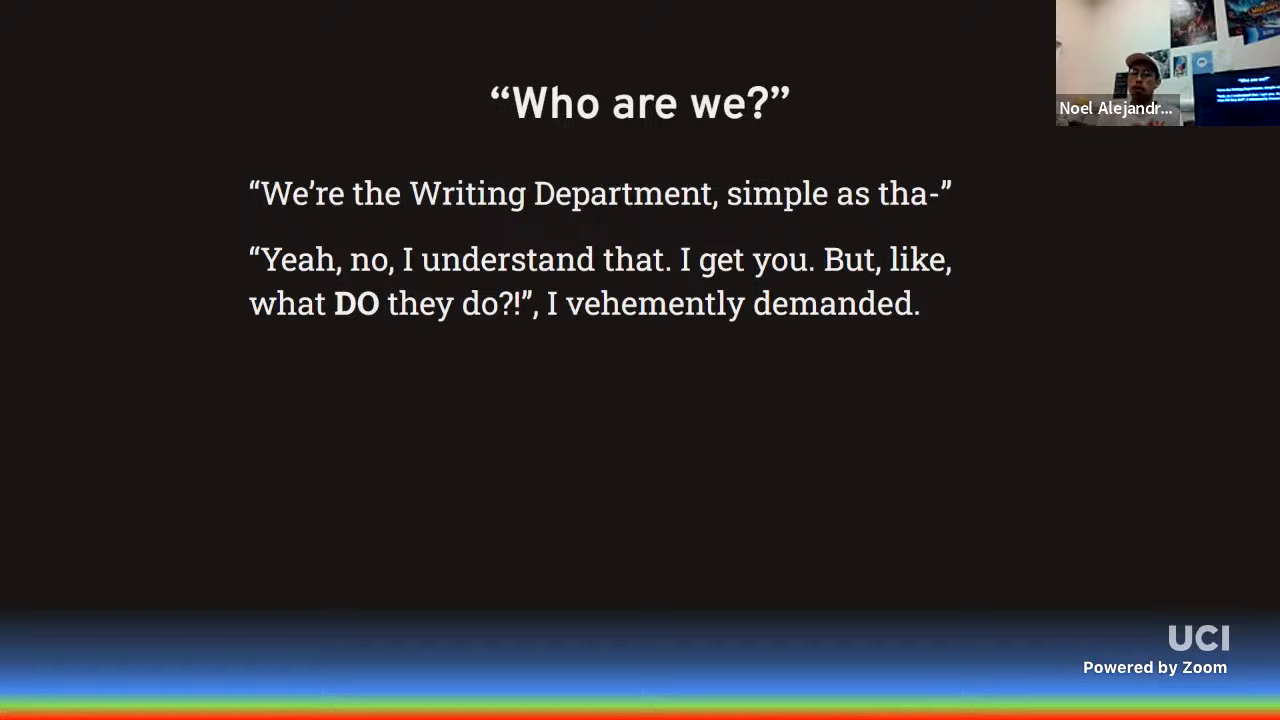 “Who are we?”
“We’re the Writing Department, simple as tha-”
“Yeah, no, I understand that. I get you. But, like,
what DO they do?!”, I vehemently demanded.
Noel Alejandr...
UCI
Powered by Zoom